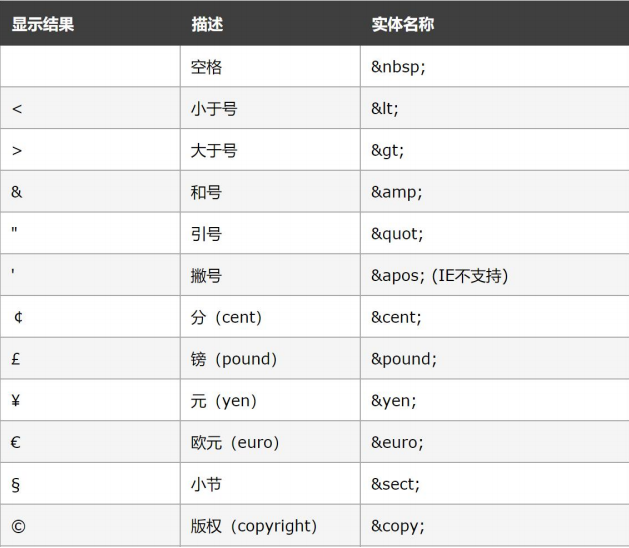 显示结果 描述 实体名称
空格 &nbsp;
< 小于号 &lt;
> 大于号 &gt;
& 和号 &amp;
" 引号 &quot;
' 撇号 &apos; (IE不支持)
¢ 分（cent） &cent;
£ 镑（pound） &pound;
¥ 元（yen） &yen;
€ 欧元（euro） &euro;
§ 小节 &sect;
© 版权（copyright） &copy;